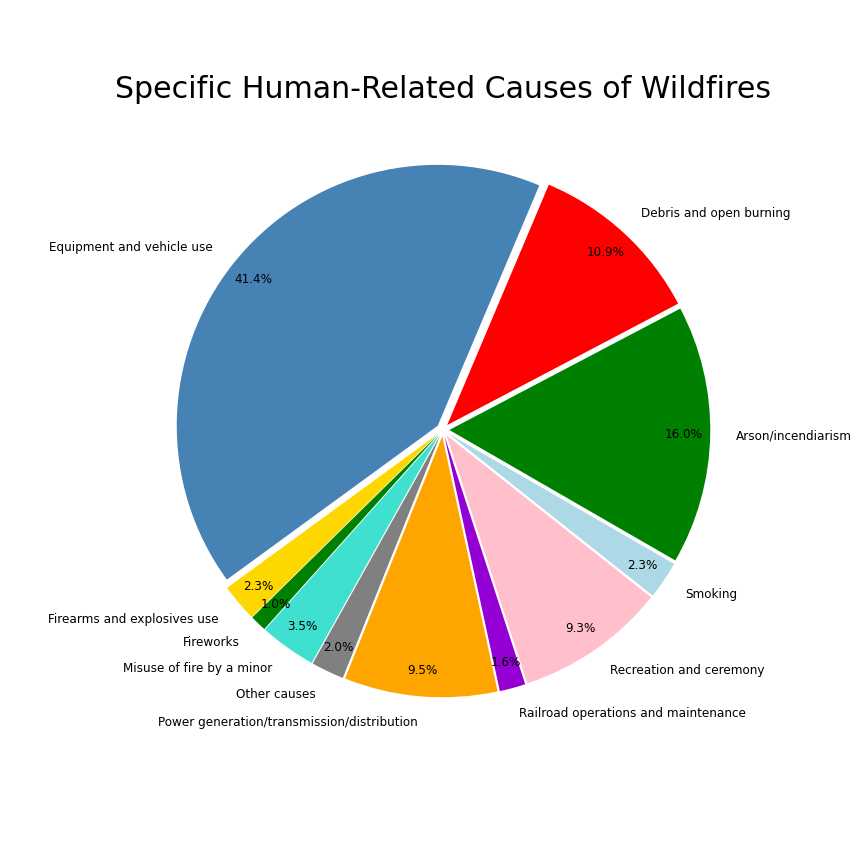 Specific Human-Related Causes of Wildfires
Debris and open burning
Equipment and vehicle use
10.9%
41.4%
16.0%
Arson/incendiarism
2.3%
2.3%
Smoking
1.0%
Firearms and explosives use
3.5%
9.3%
Fireworks
2.0%
1.6%
Misuse of fire by a minor
9.5%
Recreation and ceremony
Other causes
Railroad operations and maintenance
Power generation/transmission/distribution